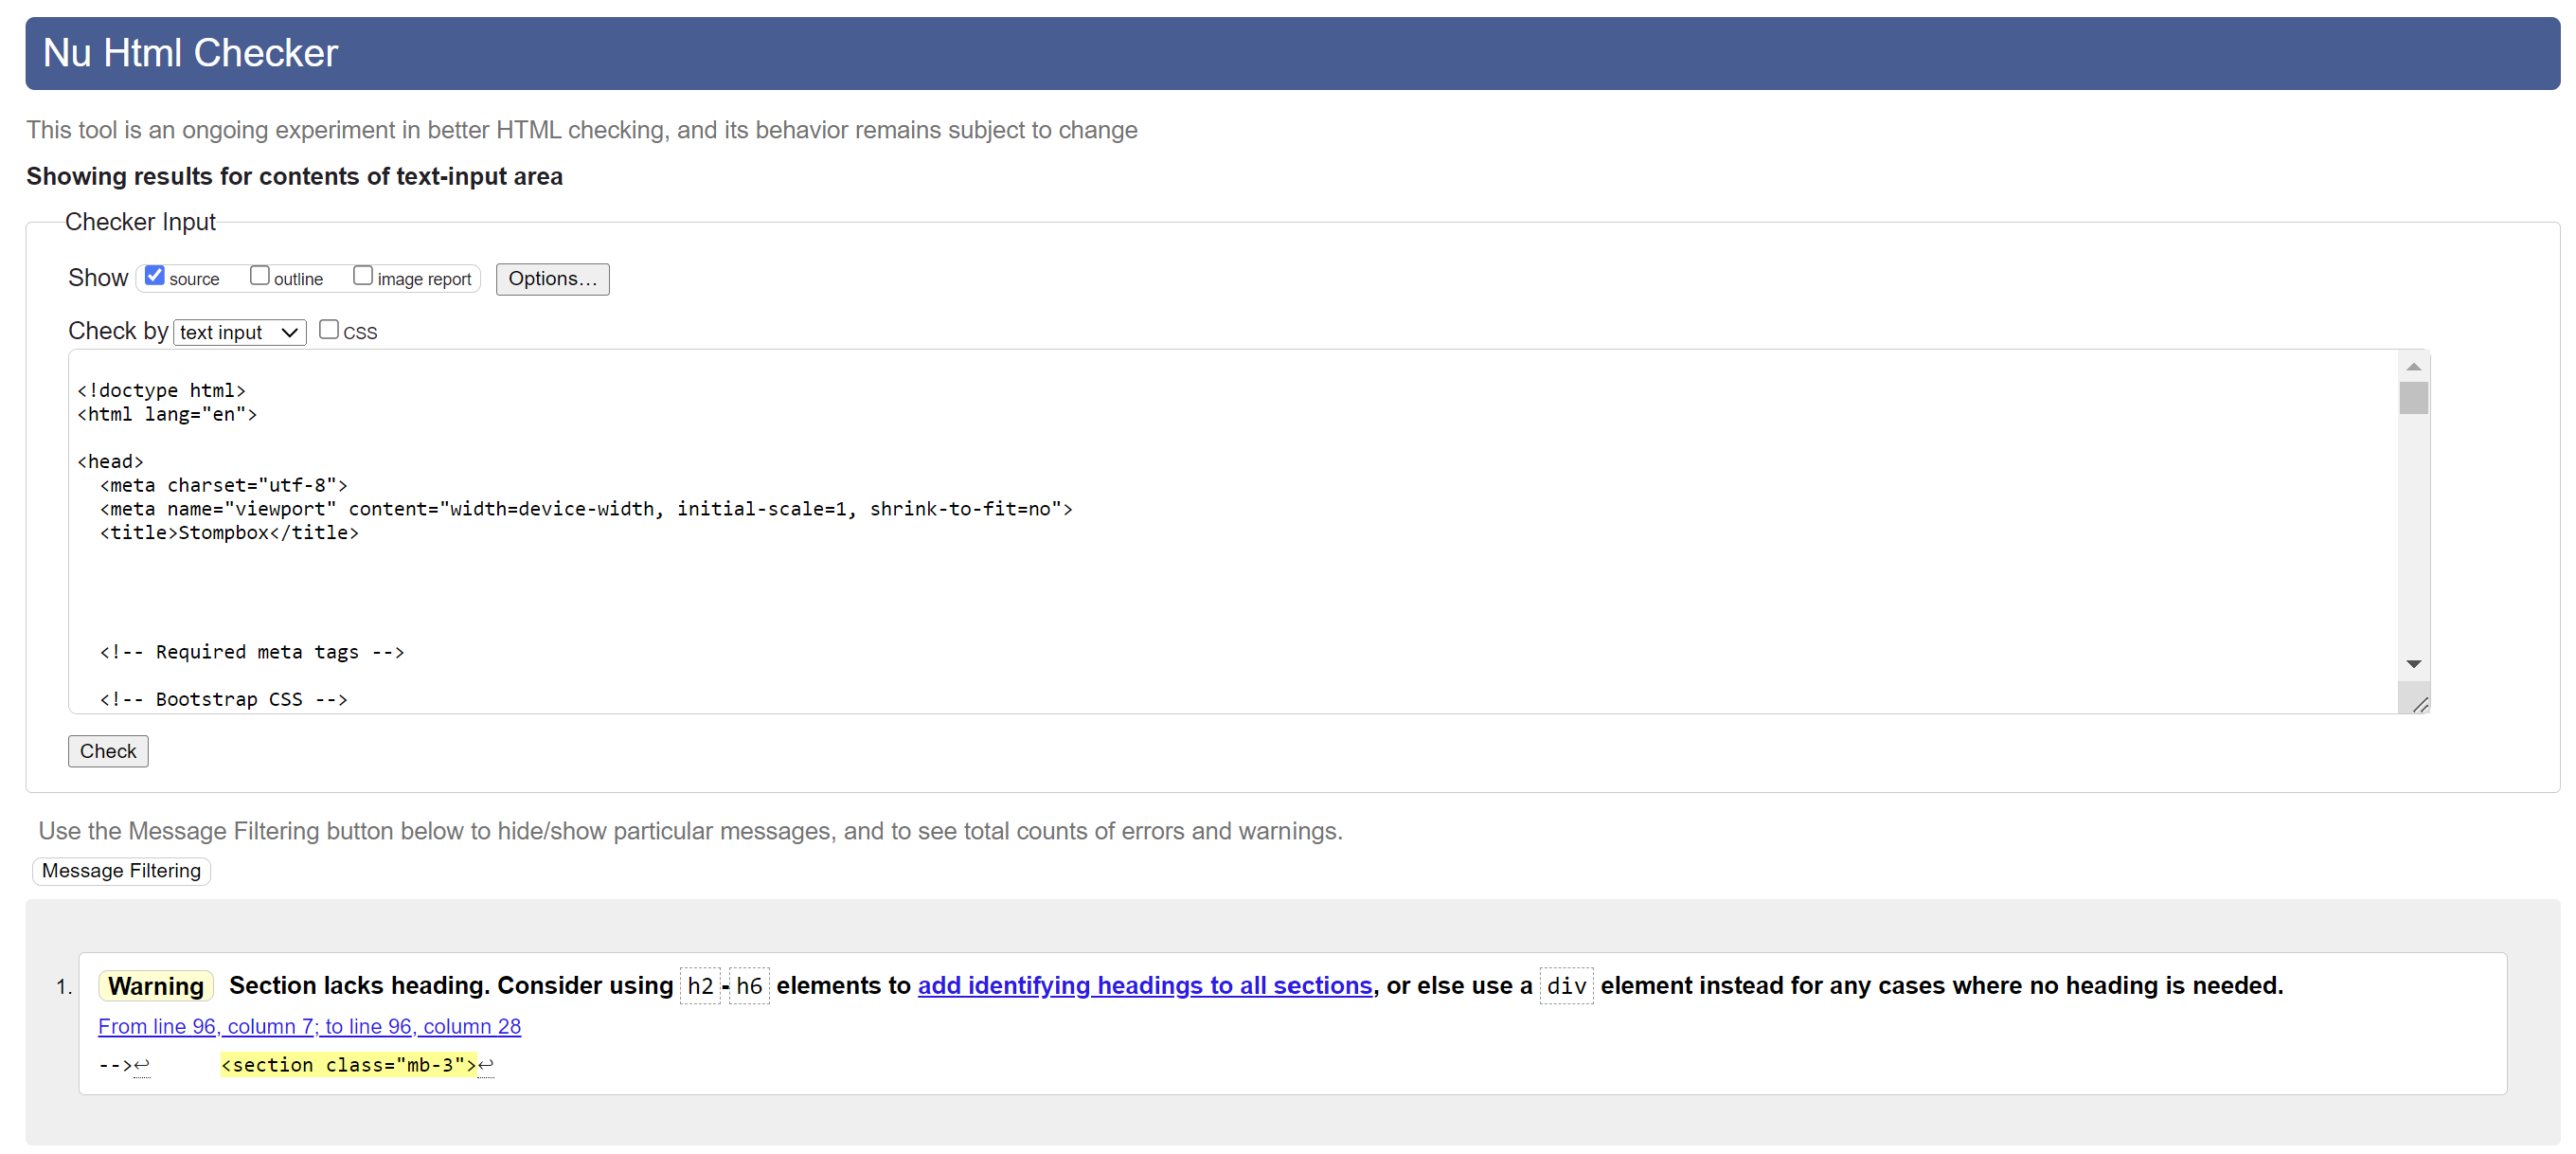 Nu Html Checker
This tool is an ongoing experiment in better HTML checking, and its behavior remains subject to change
Showing results for contents of text-input area
Checker Input
Show source outline image report Options…
Check by text input CSS
<!doctype html>
<html lang="en">
<head>
<meta charset="utf-8">
<meta name="viewport" content="width=device-width, initial-scale=1, shrink-to-fit=no">
<title>Stompbox</title>
<!-- Required meta tags -->
<!-- Bootstrap CSS -->
Check
Use the Message Filtering button below to hide/show particular messages, and to see total counts of errors and warnings.
Message Filtering
1. Warning Section lacks heading. Consider using h2-h6 elements to add identifying headings to all sections, or else use a div element instead for any cases where no heading is needed.
From line 96, column 7; to line 96, column 28
-->↩ <section class="mb-3">↩